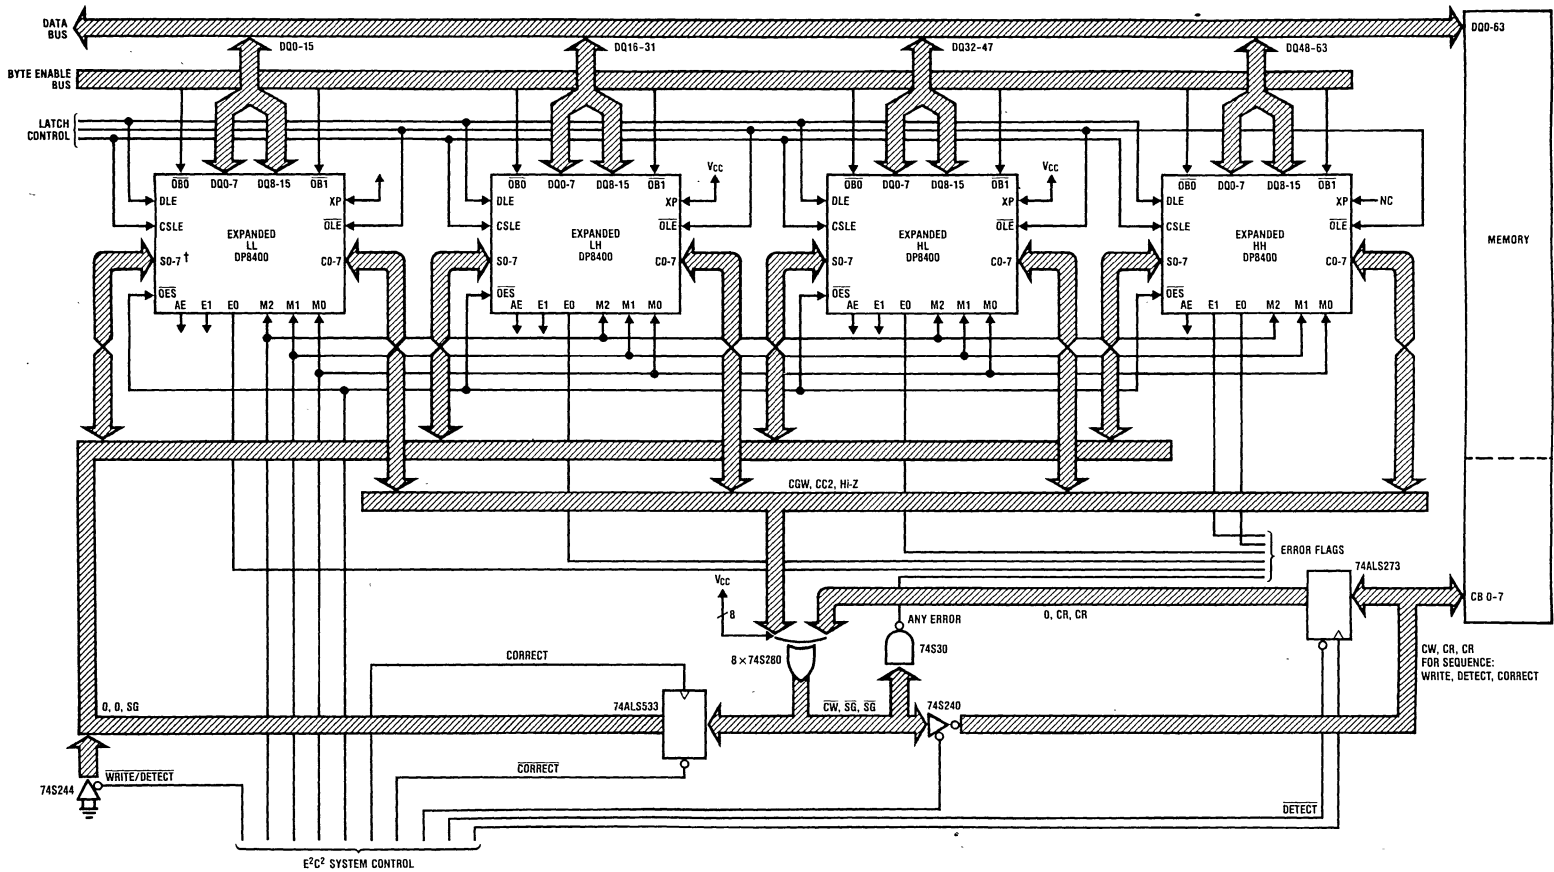 DATA
BUS
DQ0-15
DQ16-31
DQ32-47
DQ48-63
DQ0-63
BYTE ENABLE
BUS
LATCH
CONTROL
OB0 DQ0-7 DQ8-15 OB1
DLE
XP
CSLE
OLE
EXPANDED
LL
DP8400
S0-7 †
C0-7
OES
AE E1 E0 M2 M1 M0
OB0 DQ0-7 DQ8-15 OB1
DLE
XP
VCC
CSLE
OLE
EXPANDED
LH
DP8400
S0-7
C0-7
OES
AE E1 E0 M2 M1 M0
OB0 DQ0-7 DQ8-15 OB1
DLE
XP
VCC
CSLE
OLE
EXPANDED
HL
DP8400
S0-7
C0-7
OES
AE E1 E0 M2 M1 M0
OB0 DQ0-7 DQ8-15 OB1
DLE
XP
NC
CSLE
OLE
EXPANDED
HH
DP8400
S0-7
C0-7
OES
AE E1 E0 M2 M1 M0
MEMORY
CGW, CC2, Hi-Z
ERROR FLAGS
74ALS273
VCC
8
CB 0-7
0, CR, CR
ANY ERROR
74S30
8 × 74S280
CW, CR, CR
FOR SEQUENCE:
WRITE, DETECT, CORRECT
CORRECT
0, 0, SG
74ALS533
CW, SG, SG
74S240
CORRECT
WRITE/DETECT
74S244
DETECT
E²C² SYSTEM CONTROL